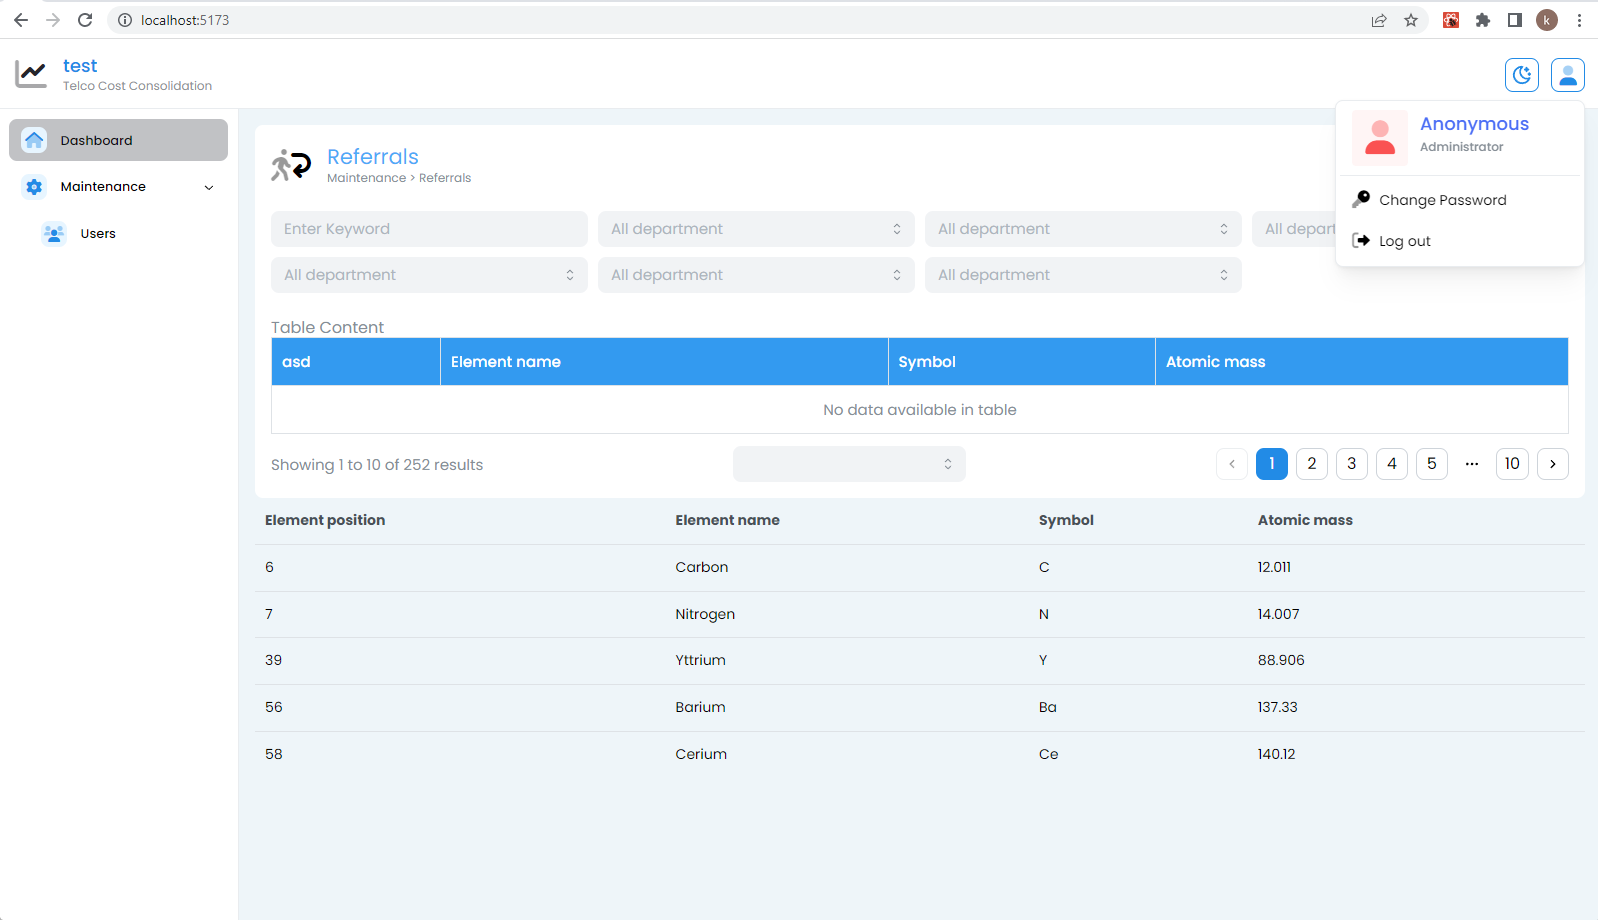 localhost:5173
k
test
Telco Cost Consolidation
Anonymous
Administrator
Change Password
Log out
Dashboard
Maintenance
Users
Referrals
Maintenance > Referrals
Enter Keyword All department All department All depart
All department All department All department
Table Content
asd Element name Symbol Atomic mass
No data available in table
Showing 1 to 10 of 252 results 1 2 3 4 5 ... 10
Element position Element name Symbol Atomic mass
6 Carbon C 12.011
7 Nitrogen N 14.007
39 Yttrium Y 88.906
56 Barium Ba 137.33
58 Cerium Ce 140.12